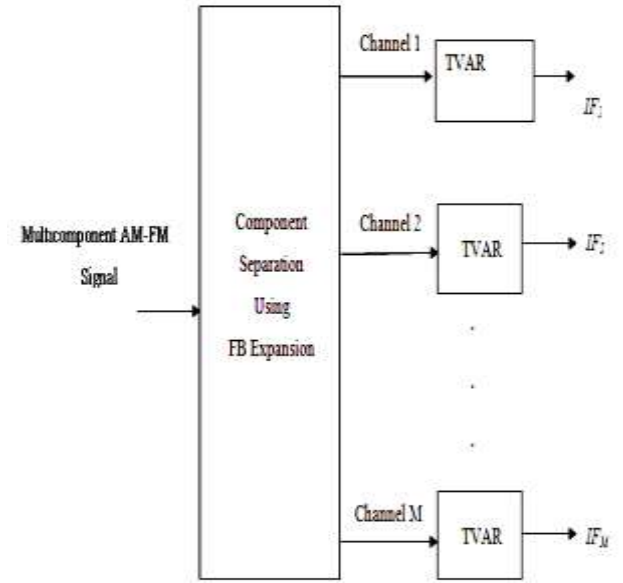 Channel 1
TVAR
IF₁
Multicomponent AM-FM
Signal
Component
Separation
Using
FB Expansion
Channel 2
TVAR
IF₂
Channel M
TVAR
IF_M